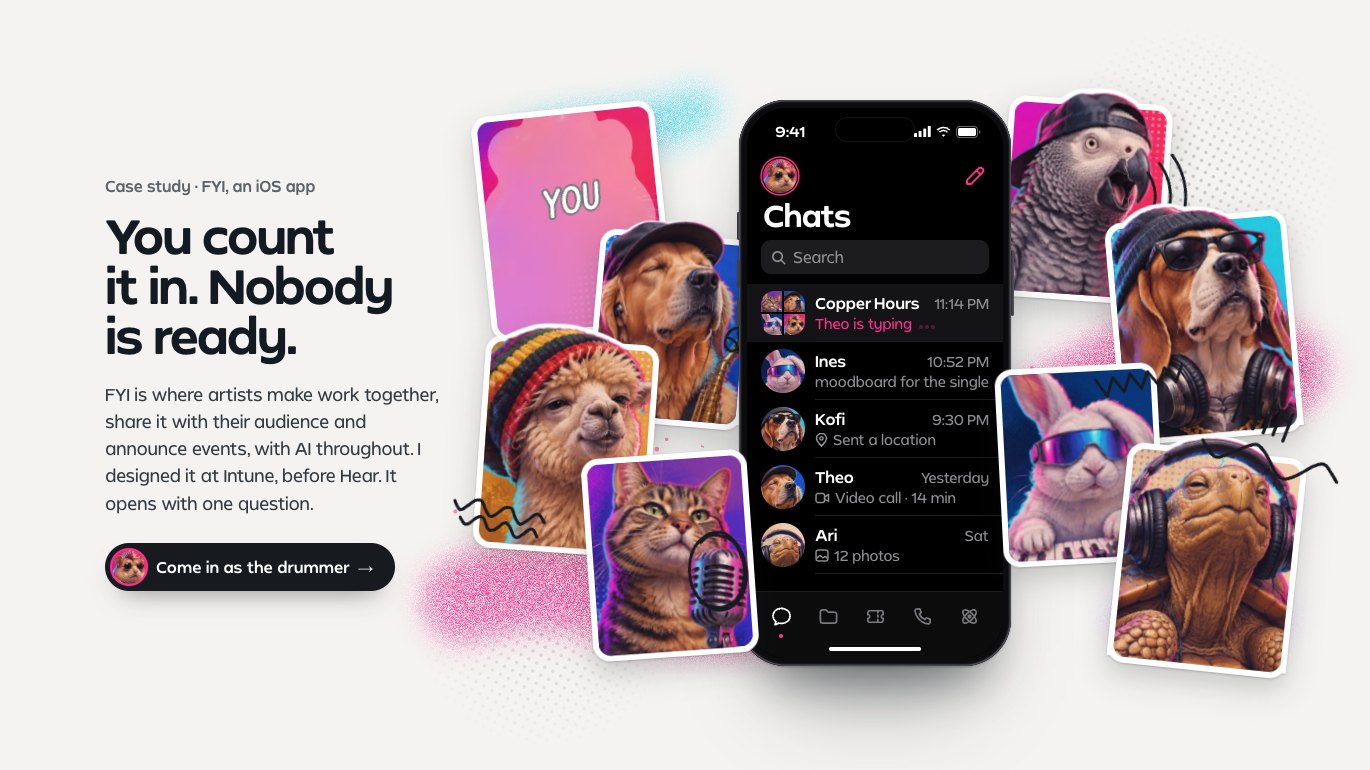 Case study · FYI, an iOS app
You count
it in. Nobody
is ready.
FYI is where artists make work together,
share it with their audience and
announce events, with AI throughout. I
designed it at Intune, before Hear. It
opens with one question.
Come in as the drummer →
YOU
9:41
Chats
Search
Copper Hours 11:14 PM
Theo is typing
Ines 10:52 PM
moodboard for the single
Kofi 9:30 PM
Sent a location
Theo Yesterday
Video call · 14 min
Ari Sat
12 photos